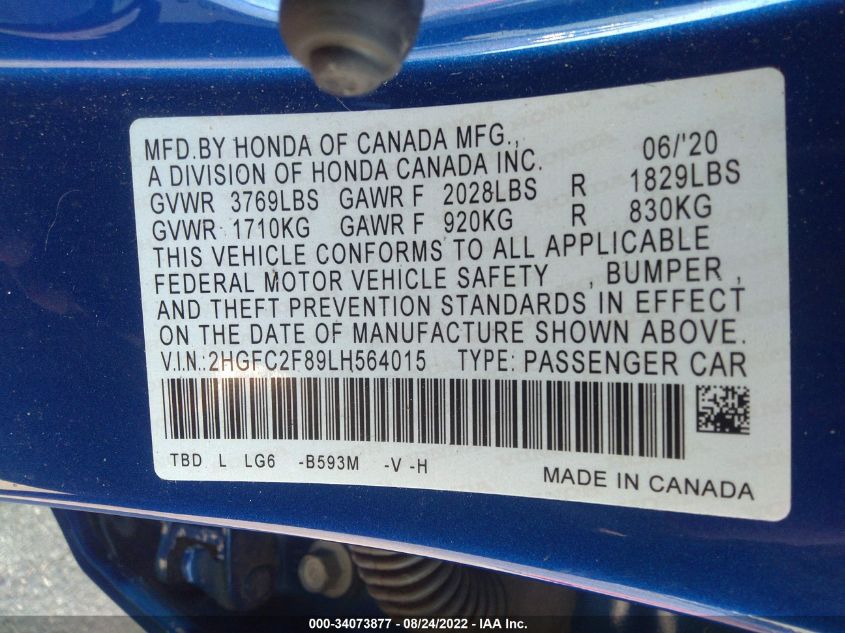 MFD.BY HONDA OF CANADA MFG., 06/'20
A DIVISION OF HONDA CANADA INC.
GVWR 3769LBS GAWR F 2028LBS R 1829LBS
GVWR 1710KG GAWR F 920KG R 830KG
THIS VEHICLE CONFORMS TO ALL APPLICABLE
FEDERAL MOTOR VEHICLE SAFETY , BUMPER ,
AND THEFT PREVENTION STANDARDS IN EFFECT
ON THE DATE OF MANUFACTURE SHOWN ABOVE.
V.I.N.:2HGFC2F89LH564015 TYPE: PASSENGER CAR
TBD L LG6 -B593M -V -H
MADE IN CANADA
000-34073877 - 08/24/2022 - IAA Inc.